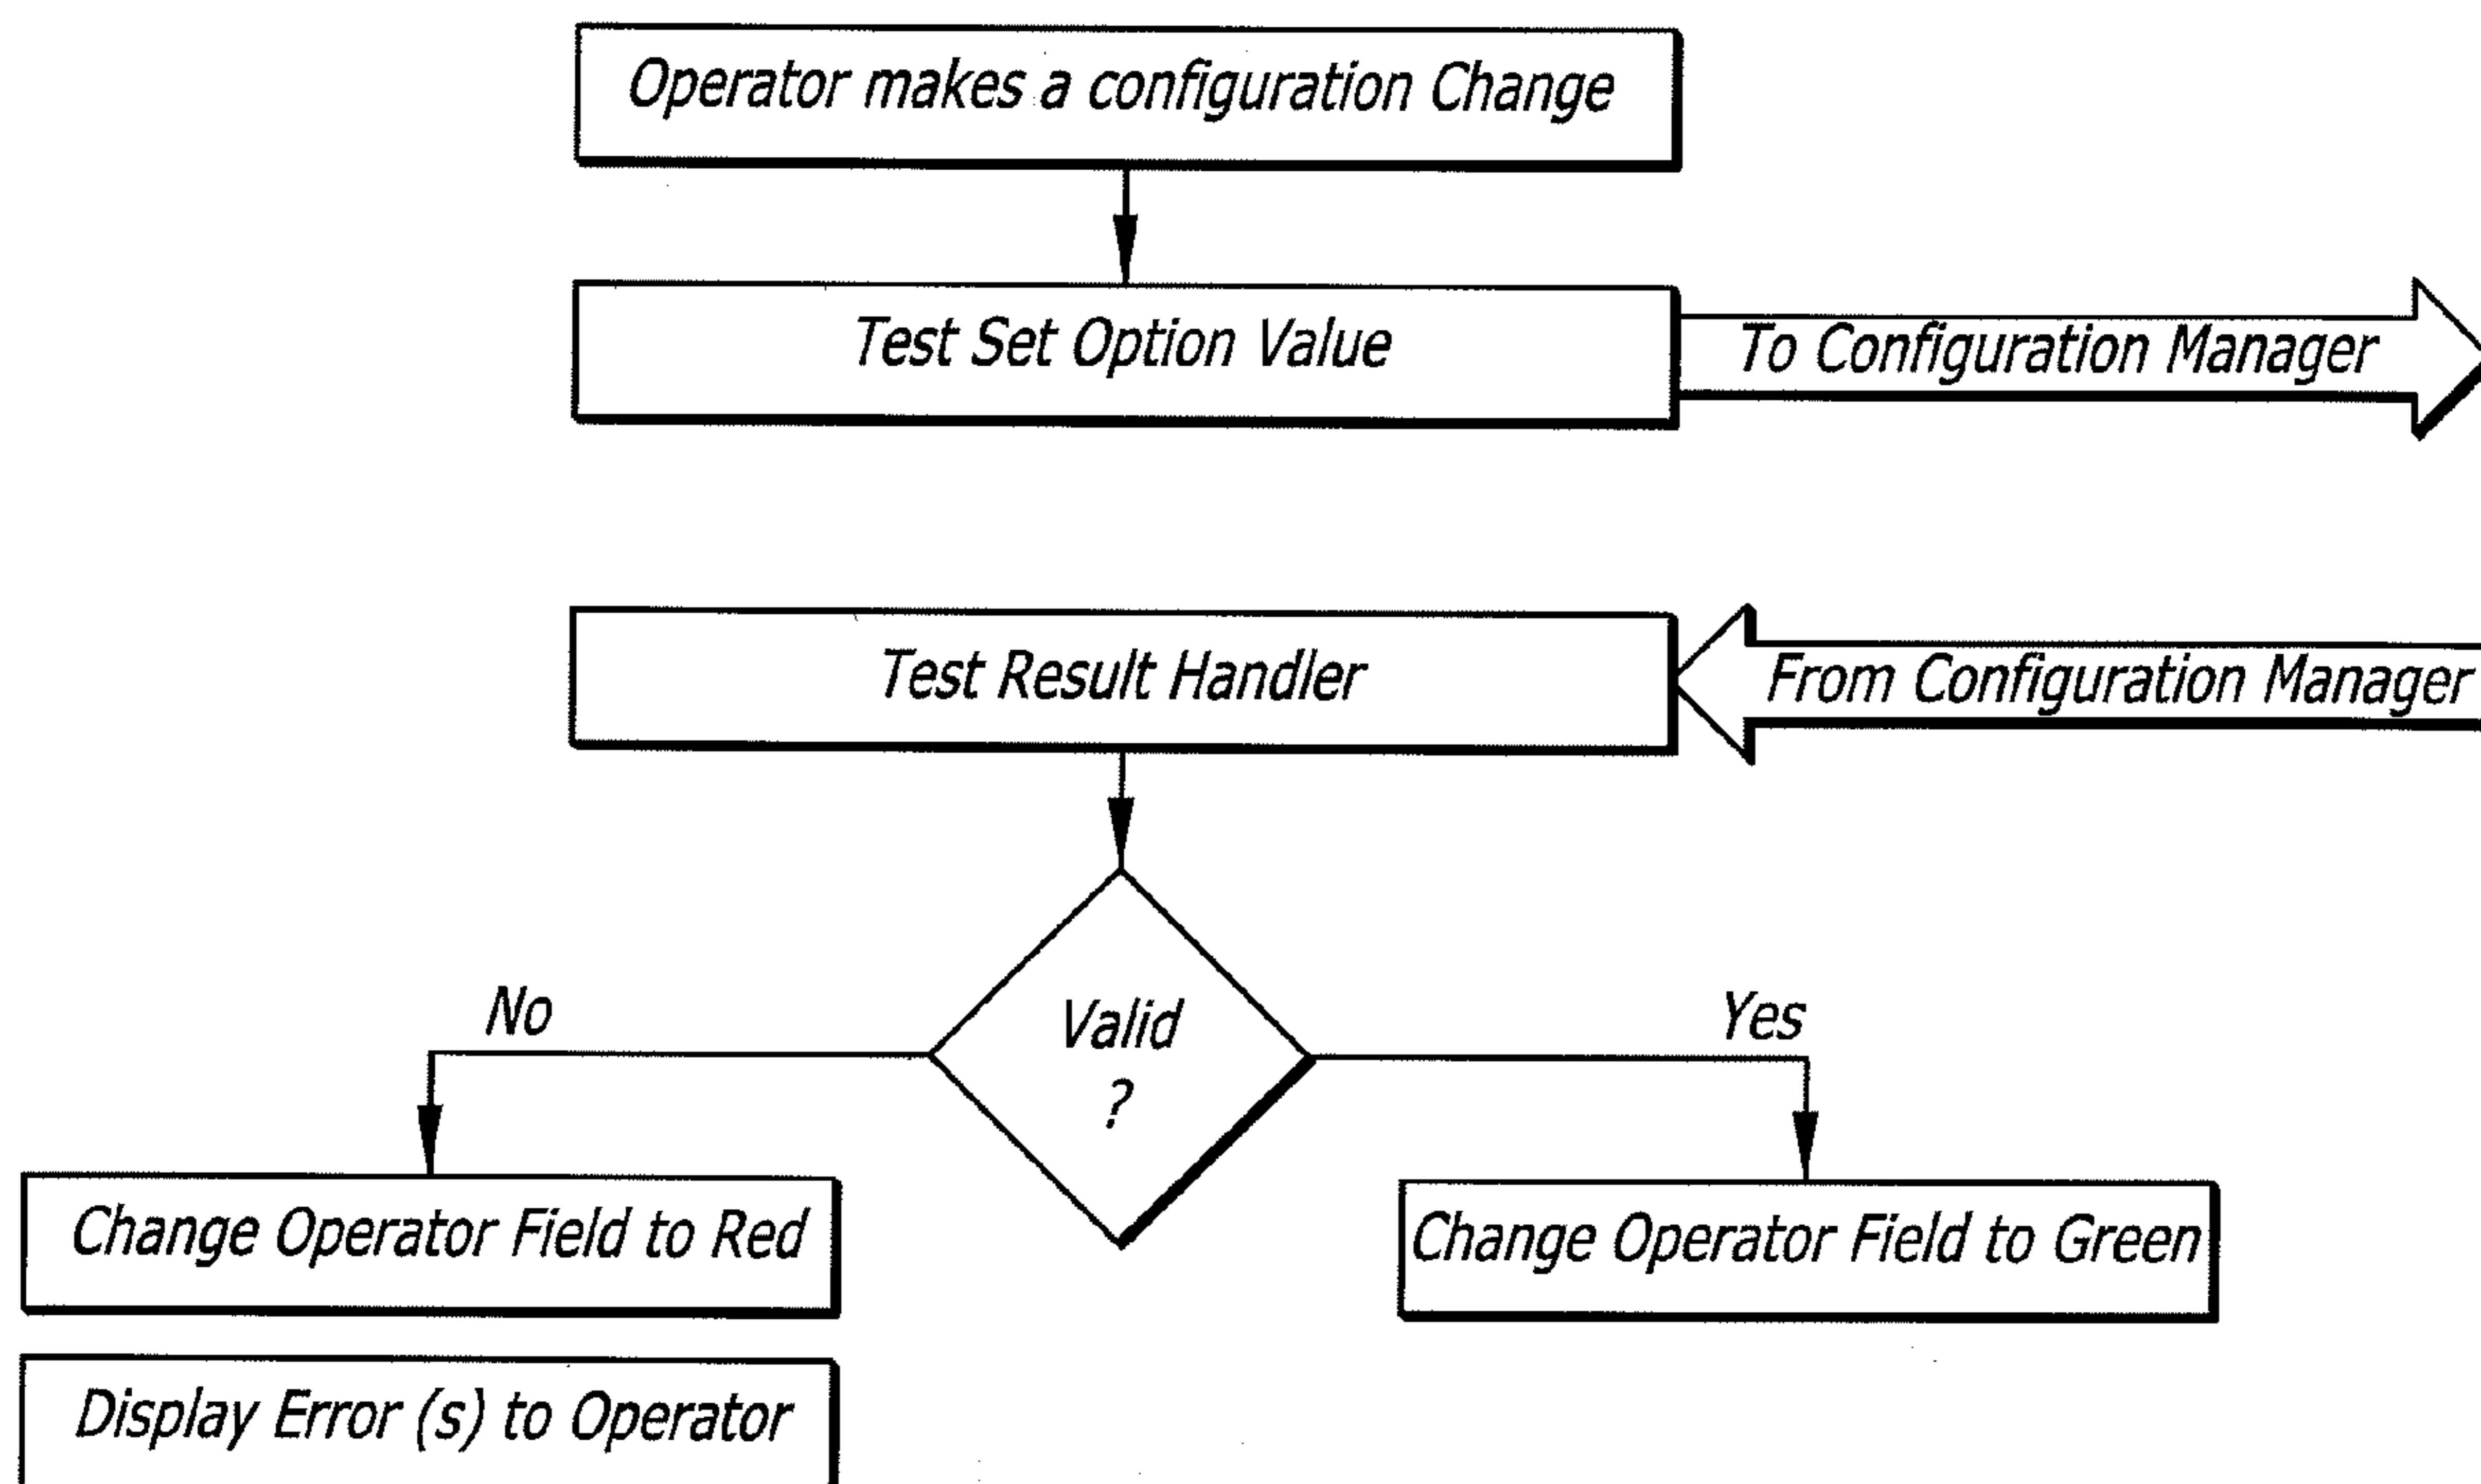 Operator makes a configuration Change
Test Set Option Value
To Configuration Manager
Test Result Handler
From Configuration Manager
Valid
?
No
Yes
Change Operator Field to Red
Change Operator Field to Green
Display Error (s) to Operator